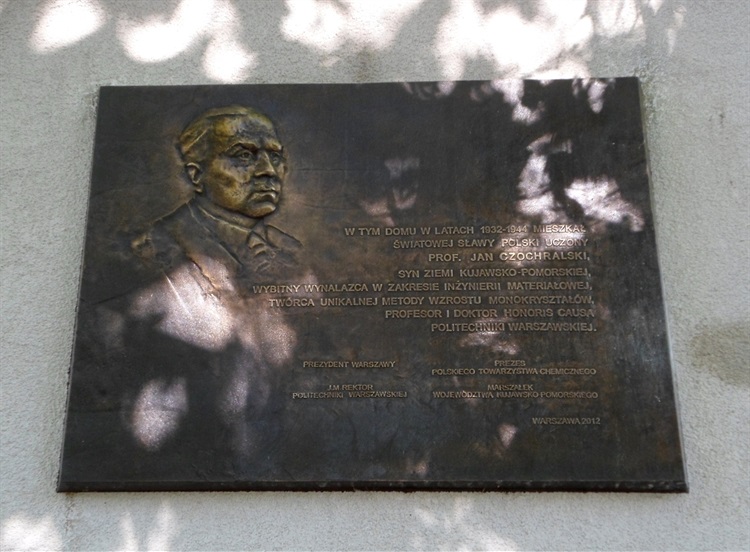 W TYM DOMU W LATACH 1932-1944 MIESZKAŁ
ŚWIATOWEJ SŁAWY POLSKI UCZONY
PROF. JAN CZOCHRALSKI,
SYN ZIEMI KUJAWSKO-POMORSKIEJ,
WYBITNY WYNALAZCA W ZAKRESIE INŻYNIERII MATERIAŁOWEJ,
TWÓRCA UNIKALNEJ METODY WZROSTU MONOKRYSZTAŁÓW,
PROFESOR I DOKTOR HONORIS CAUSA
POLITECHNIKI WARSZAWSKIEJ.
PREZYDENT WARSZAWY
PREZES
POLSKIEGO TOWARZYSTWA CHEMICZNEGO
J.M REKTOR
POLITECHNIKI WARSZAWSKIEJ
MARSZAŁEK
WOJEWÓDZTWA KUJAWSKO-POMORSKIEGO
WARSZAWA 2012